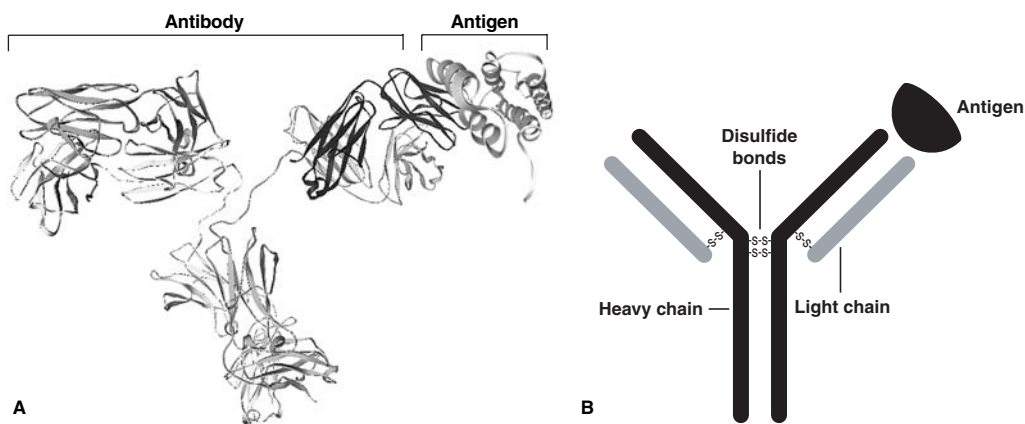 Antibody
Antigen
A
Disulfide
bonds
Antigen
-S-S-
-S-S-
-S-S-
-S-S-
Heavy chain
Light chain
B